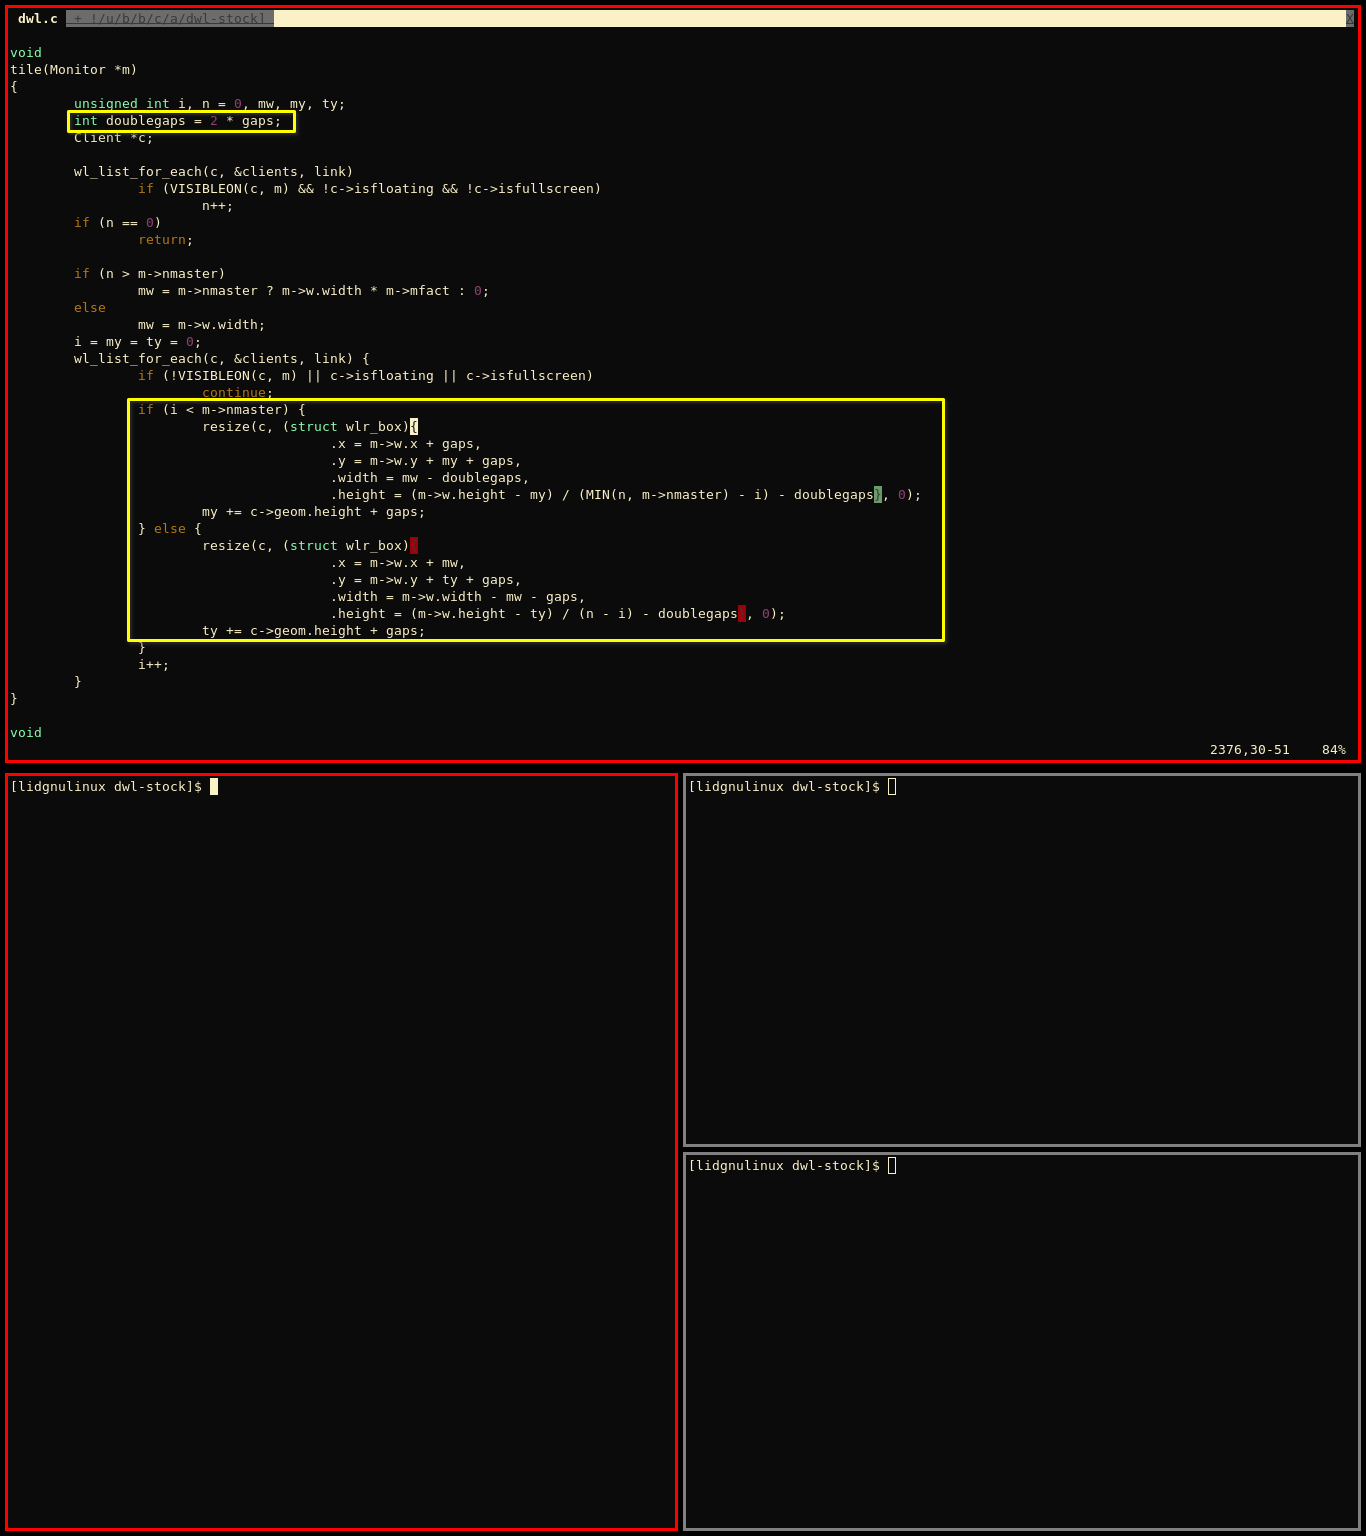 dwl.c + !/u/b/b/c/a/dwl-stock] X
void
tile(Monitor *m)
{
        unsigned int i, n = 0, mw, my, ty;
        int doublegaps = 2 * gaps;
        Client *c;
        wl_list_for_each(c, &clients, link)
                if (VISIBLEON(c, m) && !c->isfloating && !c->isfullscreen)
                        n++;
        if (n == 0)
                return;
        if (n > m->nmaster)
                mw = m->nmaster ? m->w.width * m->mfact : 0;
        else
                mw = m->w.width;
        i = my = ty = 0;
        wl_list_for_each(c, &clients, link) {
                if (!VISIBLEON(c, m) || c->isfloating || c->isfullscreen)
                        continue;
                if (i < m->nmaster) {
                        resize(c, (struct wlr_box){
                                        .x = m->w.x + gaps,
                                        .y = m->w.y + my + gaps,
                                        .width = mw - doublegaps,
                                        .height = (m->w.height - my) / (MIN(n, m->nmaster) - i) - doublegaps}, 0);
                        my += c->geom.height + gaps;
                } else {
                        resize(c, (struct wlr_box)
                                        .x = m->w.x + mw,
                                        .y = m->w.y + ty + gaps,
                                        .width = m->w.width - mw - gaps,
                                        .height = (m->w.height - ty) / (n - i) - doublegaps , 0);
                        ty += c->geom.height + gaps;
                }
                i++;
        }
}
void
2376,30-51 84%
[lidgnulinux dwl-stock]$
[lidgnulinux dwl-stock]$
[lidgnulinux dwl-stock]$